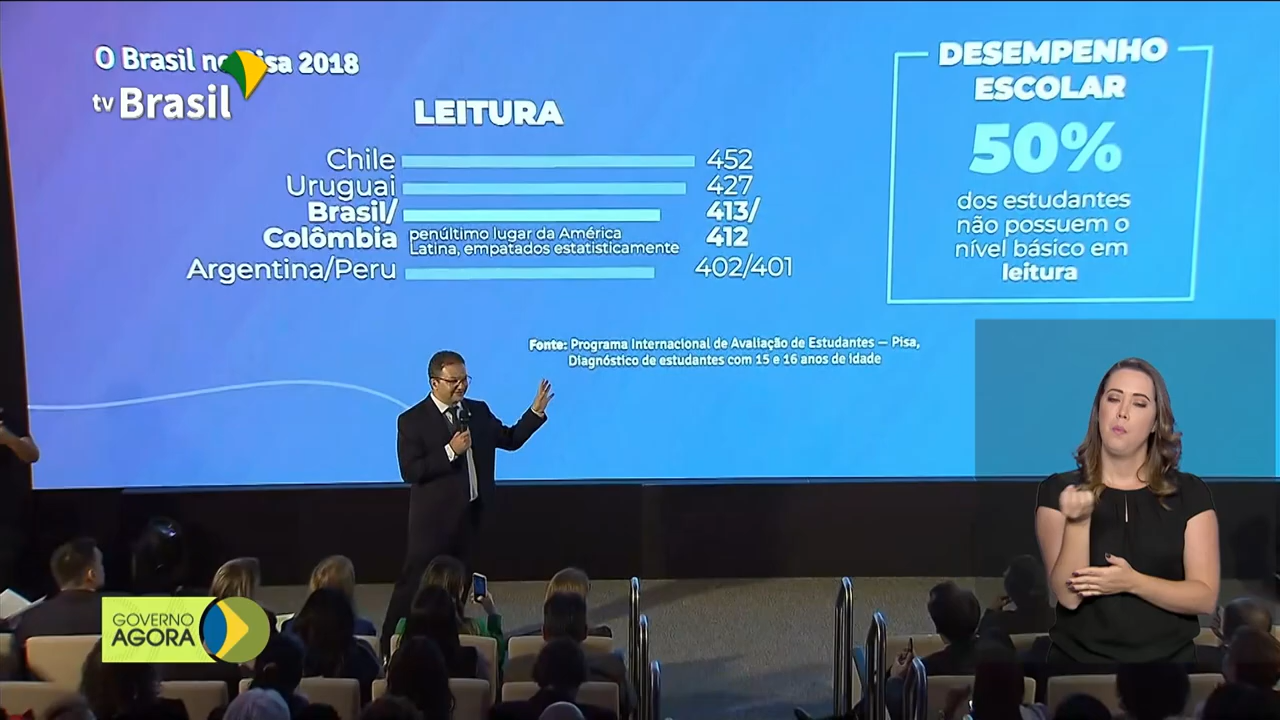 O Brasil no Pisa 2018
tv Brasil
LEITURA
Chile 452
Uruguai 427
Brasil/ 413/
Colômbia 412
penúltimo lugar da América
Latina, empatados estatisticamente
Argentina/Peru 402/401
DESEMPENHO
ESCOLAR
50%
dos estudantes
não possuem o
nível básico em
leitura
Fonte: Programa Internacional de Avaliação de Estudantes — Pisa,
Diagnóstico de estudantes com 15 e 16 anos de idade
GOVERNO
AGORA